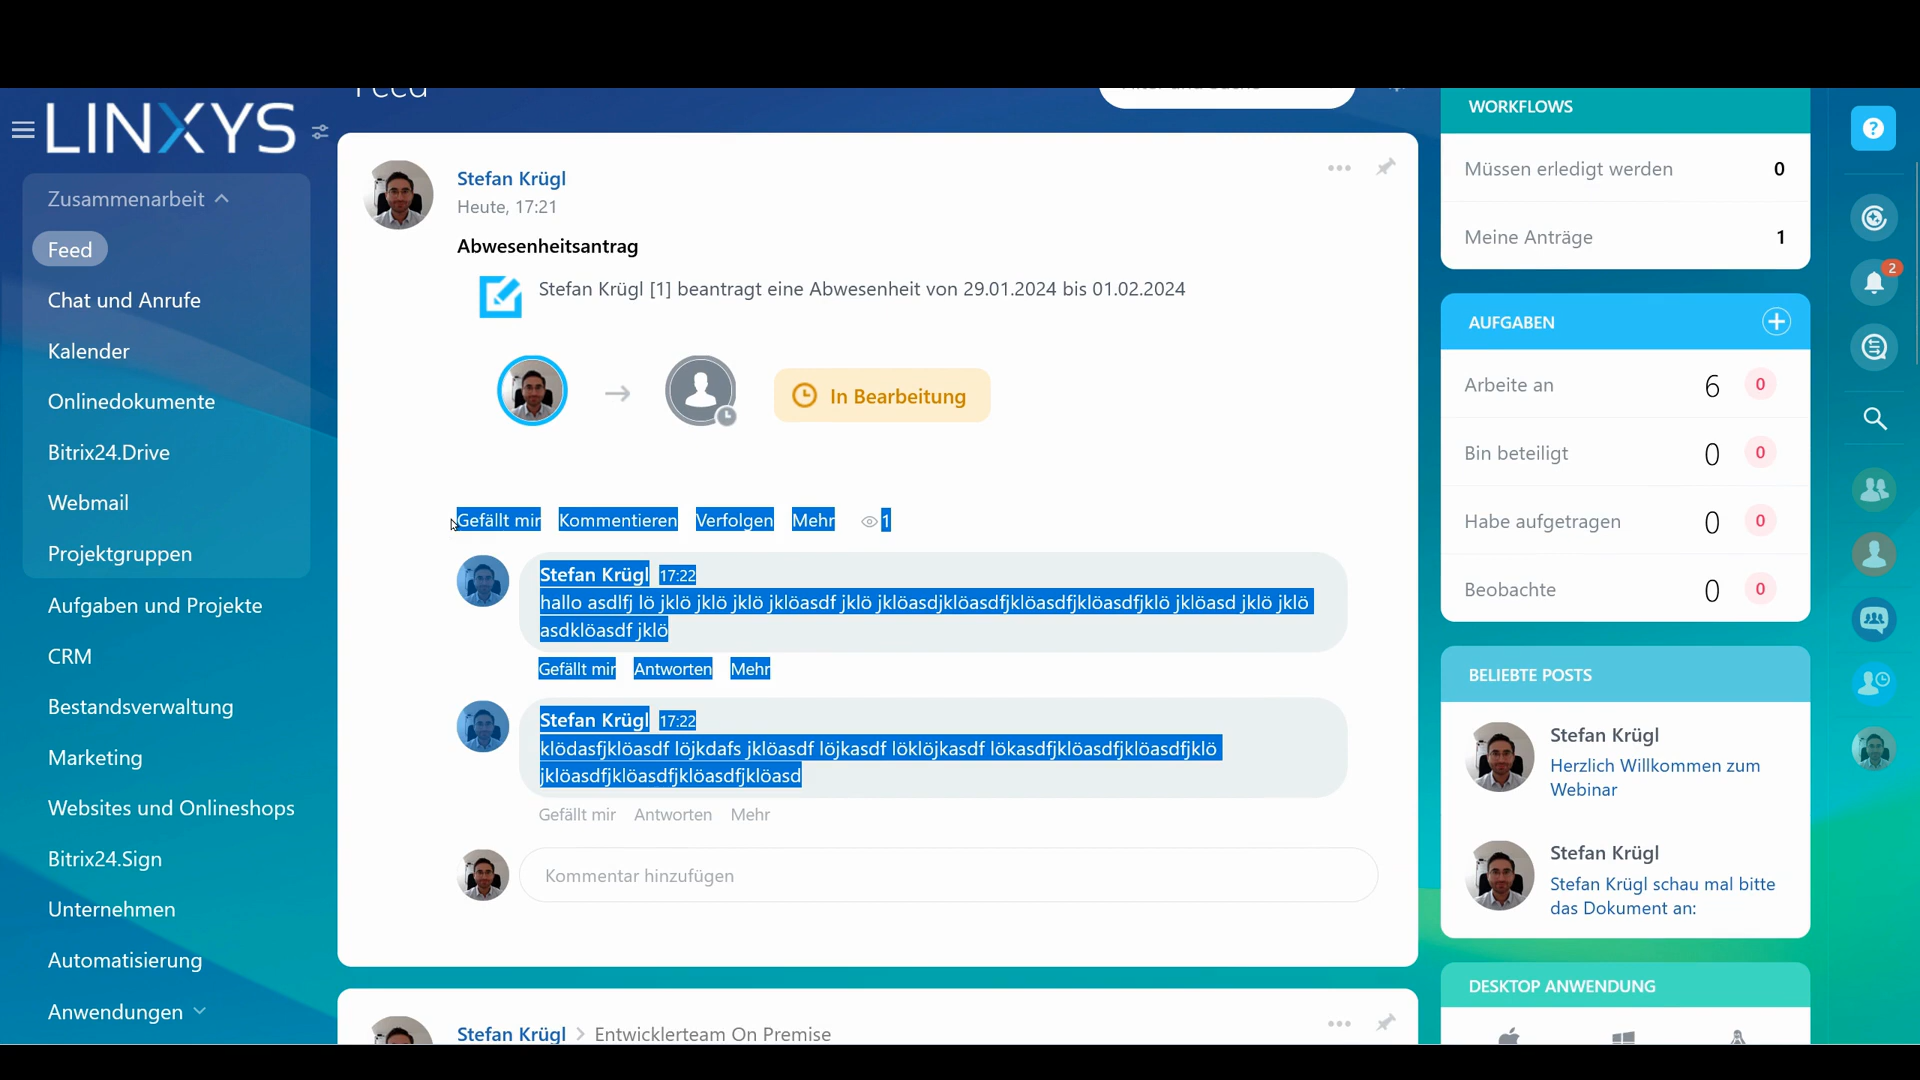 LINXYS
Zusammenarbeit
Feed
Chat und Anrufe
Kalender
Onlinedokumente
Bitrix24.Drive
Webmail
Projektgruppen
Aufgaben und Projekte
CRM
Bestandsverwaltung
Marketing
Websites und Onlineshops
Bitrix24.Sign
Unternehmen
Automatisierung
Anwendungen
Feed
Stefan Krügl
Heute, 17:21
Abwesenheitsantrag
Stefan Krügl [1] beantragt eine Abwesenheit von 29.01.2024 bis 01.02.2024
In Bearbeitung
Gefällt mir Kommentieren Verfolgen Mehr 1
Stefan Krügl 17:22
hallo asdlfj lö jklö jklö jklö jklöasdf jklö jklöasdjklöasdfjklöasdfjklöasdfjklö jklöasd jklö jklö
asdklöasdf jklö
Gefällt mir Antworten Mehr
Stefan Krügl 17:22
klödasfjklöasdf löjkdafs jklöasdf löjkasdf löklöjkasdf lökasdfjklöasdfjklöasdfjklö
jklöasdfjklöasdfjklöasdfjklöasd
Gefällt mir Antworten Mehr
Kommentar hinzufügen
Stefan Krügl > Entwicklerteam On Premise
WORKFLOWS
Müssen erledigt werden 0
Meine Anträge 1
AUFGABEN
Arbeite an 6 0
Bin beteiligt 0 0
Habe aufgetragen 0 0
Beobachte 0 0
BELIEBTE POSTS
Stefan Krügl
Herzlich Willkommen zum
Webinar
Stefan Krügl
Stefan Krügl schau mal bitte
das Dokument an:
DESKTOP ANWENDUNG
?
2